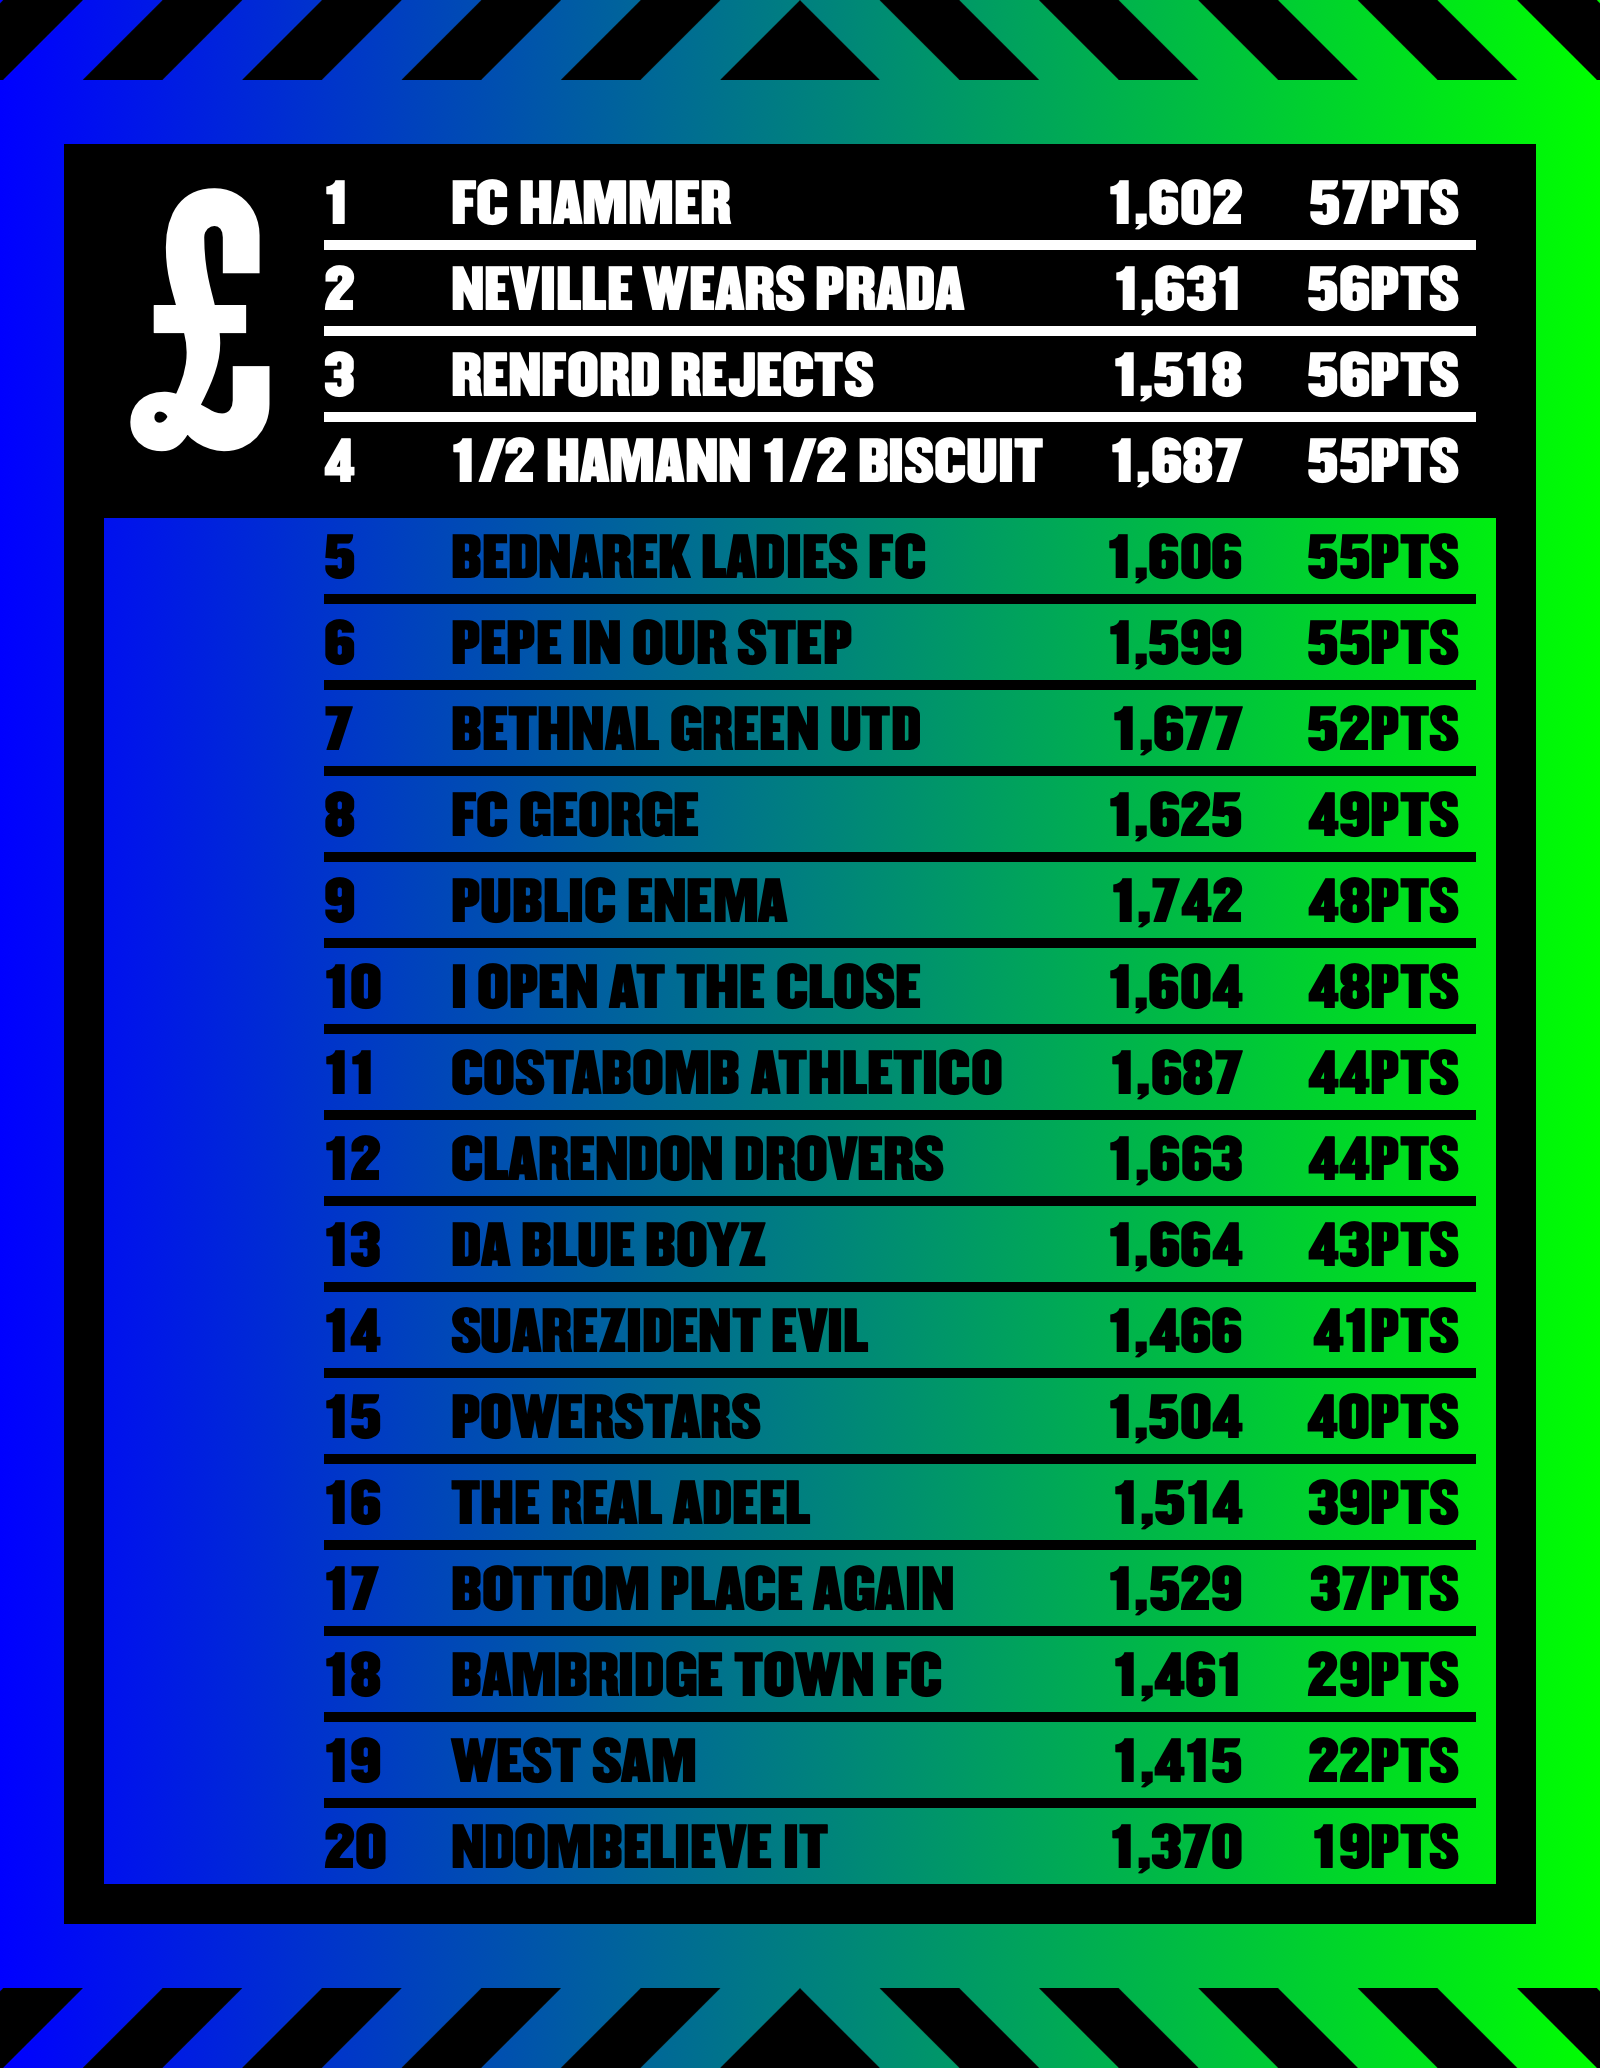 £
1 FC HAMMER 1,602 57PTS
2 NEVILLE WEARS PRADA 1,631 56PTS
3 RENFORD REJECTS 1,518 56PTS
4 1/2 HAMANN 1/2 BISCUIT 1,687 55PTS
5 BEDNAREK LADIES FC 1,606 55PTS
6 PEPE IN OUR STEP 1,599 55PTS
7 BETHNAL GREEN UTD 1,677 52PTS
8 FC GEORGE 1,625 49PTS
9 PUBLIC ENEMA 1,742 48PTS
10 I OPEN AT THE CLOSE 1,604 48PTS
11 COSTABOMB ATHLETICO 1,687 44PTS
12 CLARENDON DROVERS 1,663 44PTS
13 DA BLUE BOYZ 1,664 43PTS
14 SUAREZIDENT EVIL 1,466 41PTS
15 POWERSTARS 1,504 40PTS
16 THE REAL ADEEL 1,514 39PTS
17 BOTTOM PLACE AGAIN 1,529 37PTS
18 BAMBRIDGE TOWN FC 1,461 29PTS
19 WEST SAM 1,415 22PTS
20 NDOMBELIEVE IT 1,370 19PTS